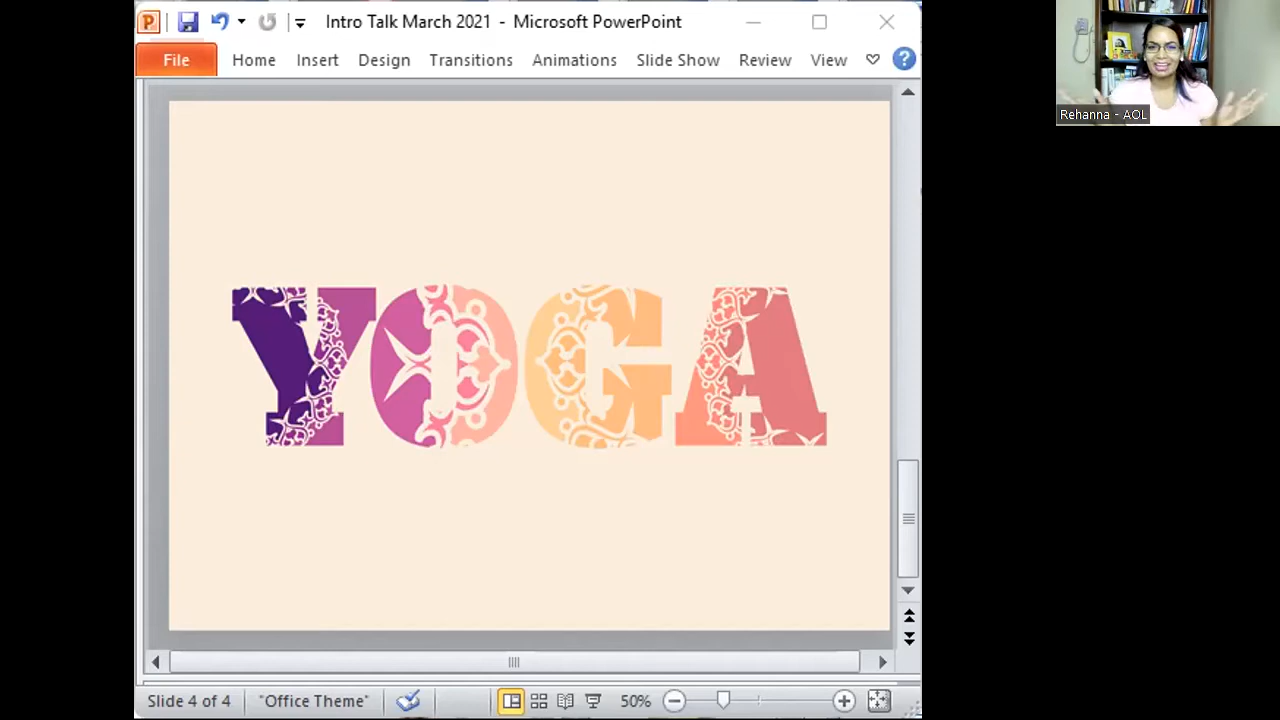 Intro Talk March 2021 - Microsoft PowerPoint
File Home Insert Design Transitions Animations Slide Show Review View
Rehanna - AOL
YOGA
Slide 4 of 4 "Office Theme" 50%